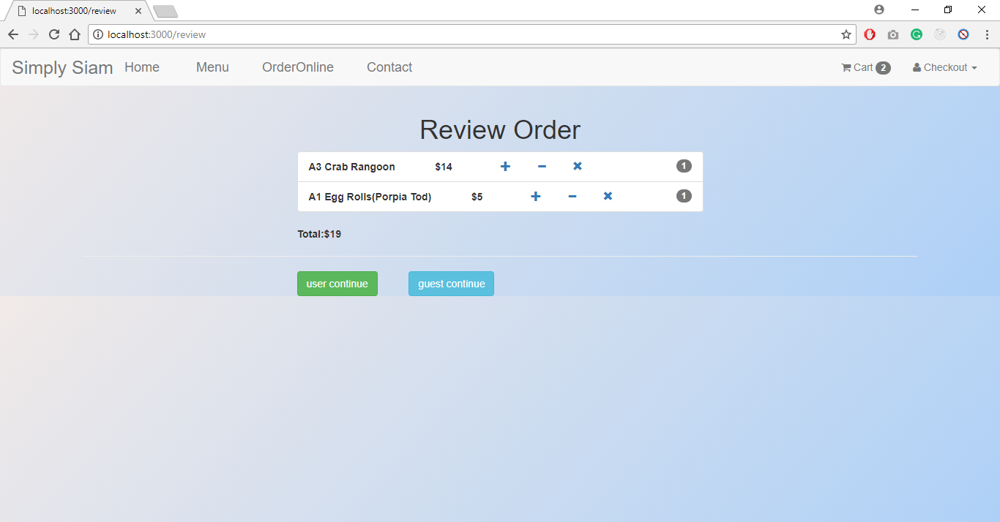 localhost:3000/review
localhost:3000/review
Simply Siam Home Menu OrderOnline Contact Cart 2 Checkout
Review Order
A3 Crab Rangoon $14 1
A1 Egg Rolls(Porpia Tod) $5 1
Total:$19
user continue guest continue